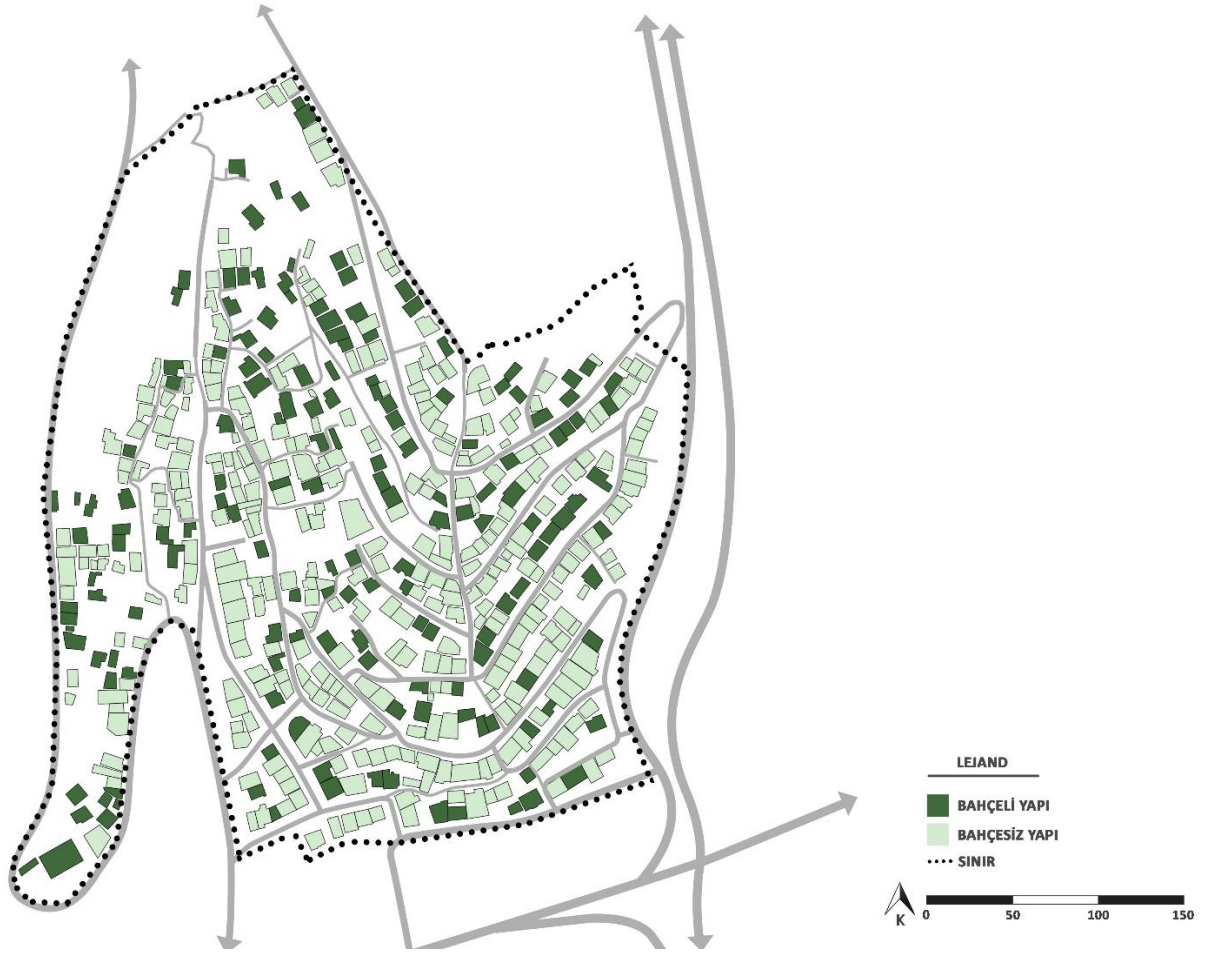 LEJAND
BAHÇELİ YAPI
BAHÇESİZ YAPI
SINIR
K
0 50 100 150